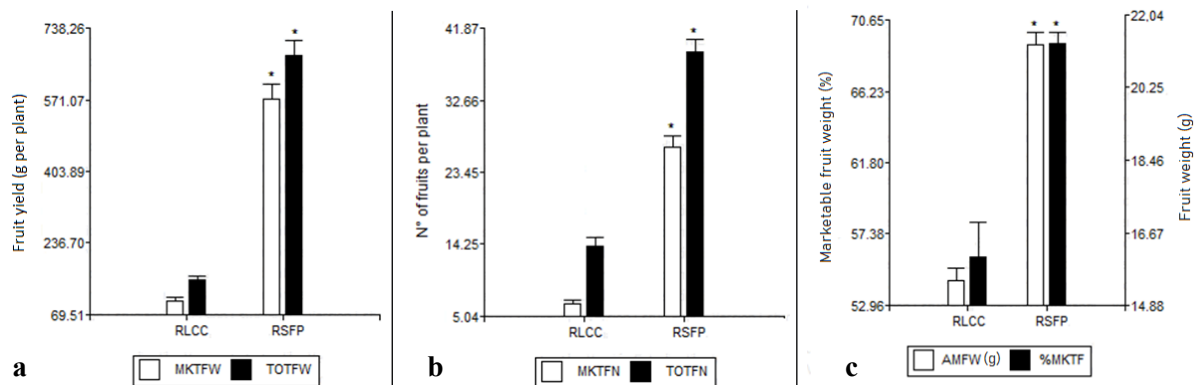 Fruit yield (g per plant)
738.26
571.07
403.89
236.70
69.51
*
*
RLCC
RSFP
MKTFW
TOTFW
a
N° of fruits per plant
41.87
32.66
23.45
14.25
5.04
*
*
RLCC
RSFP
MKTFN
TOTFN
b
Marketable fruit weight (%)
70.65
66.23
61.80
57.38
52.96
* *
RLCC
RSFP
22.04
20.25
18.46
16.67
14.88
Fruit weight (g)
AMFW (g)
%MKTF
c